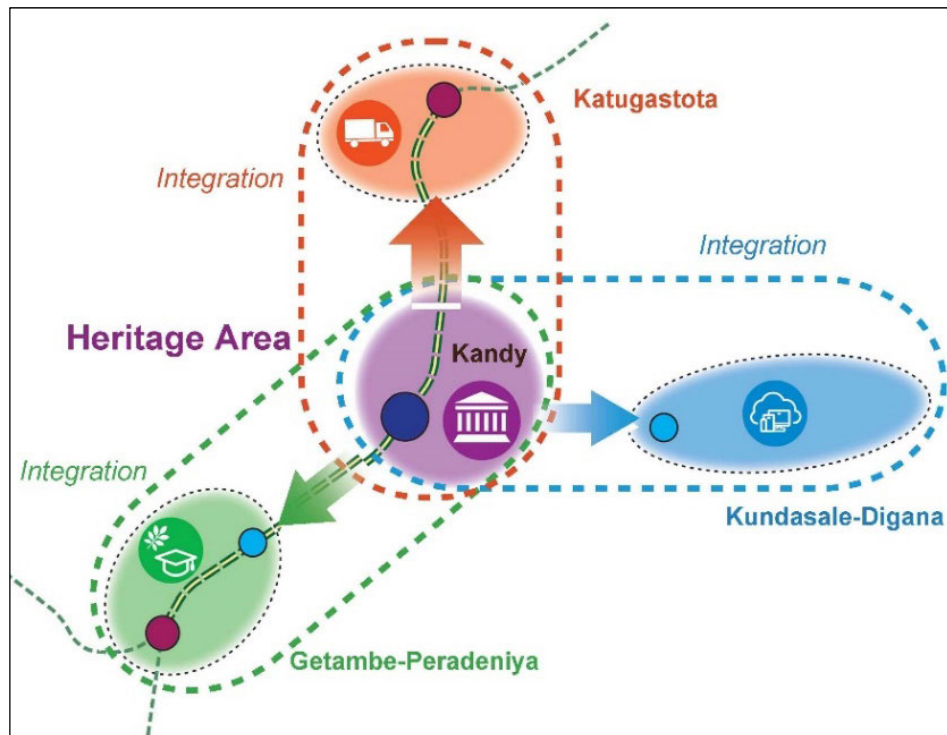 Katugastota
Integration
Integration
Heritage Area
Kandy
Integration
Kundasale-Digana
Getambe-Peradeniya